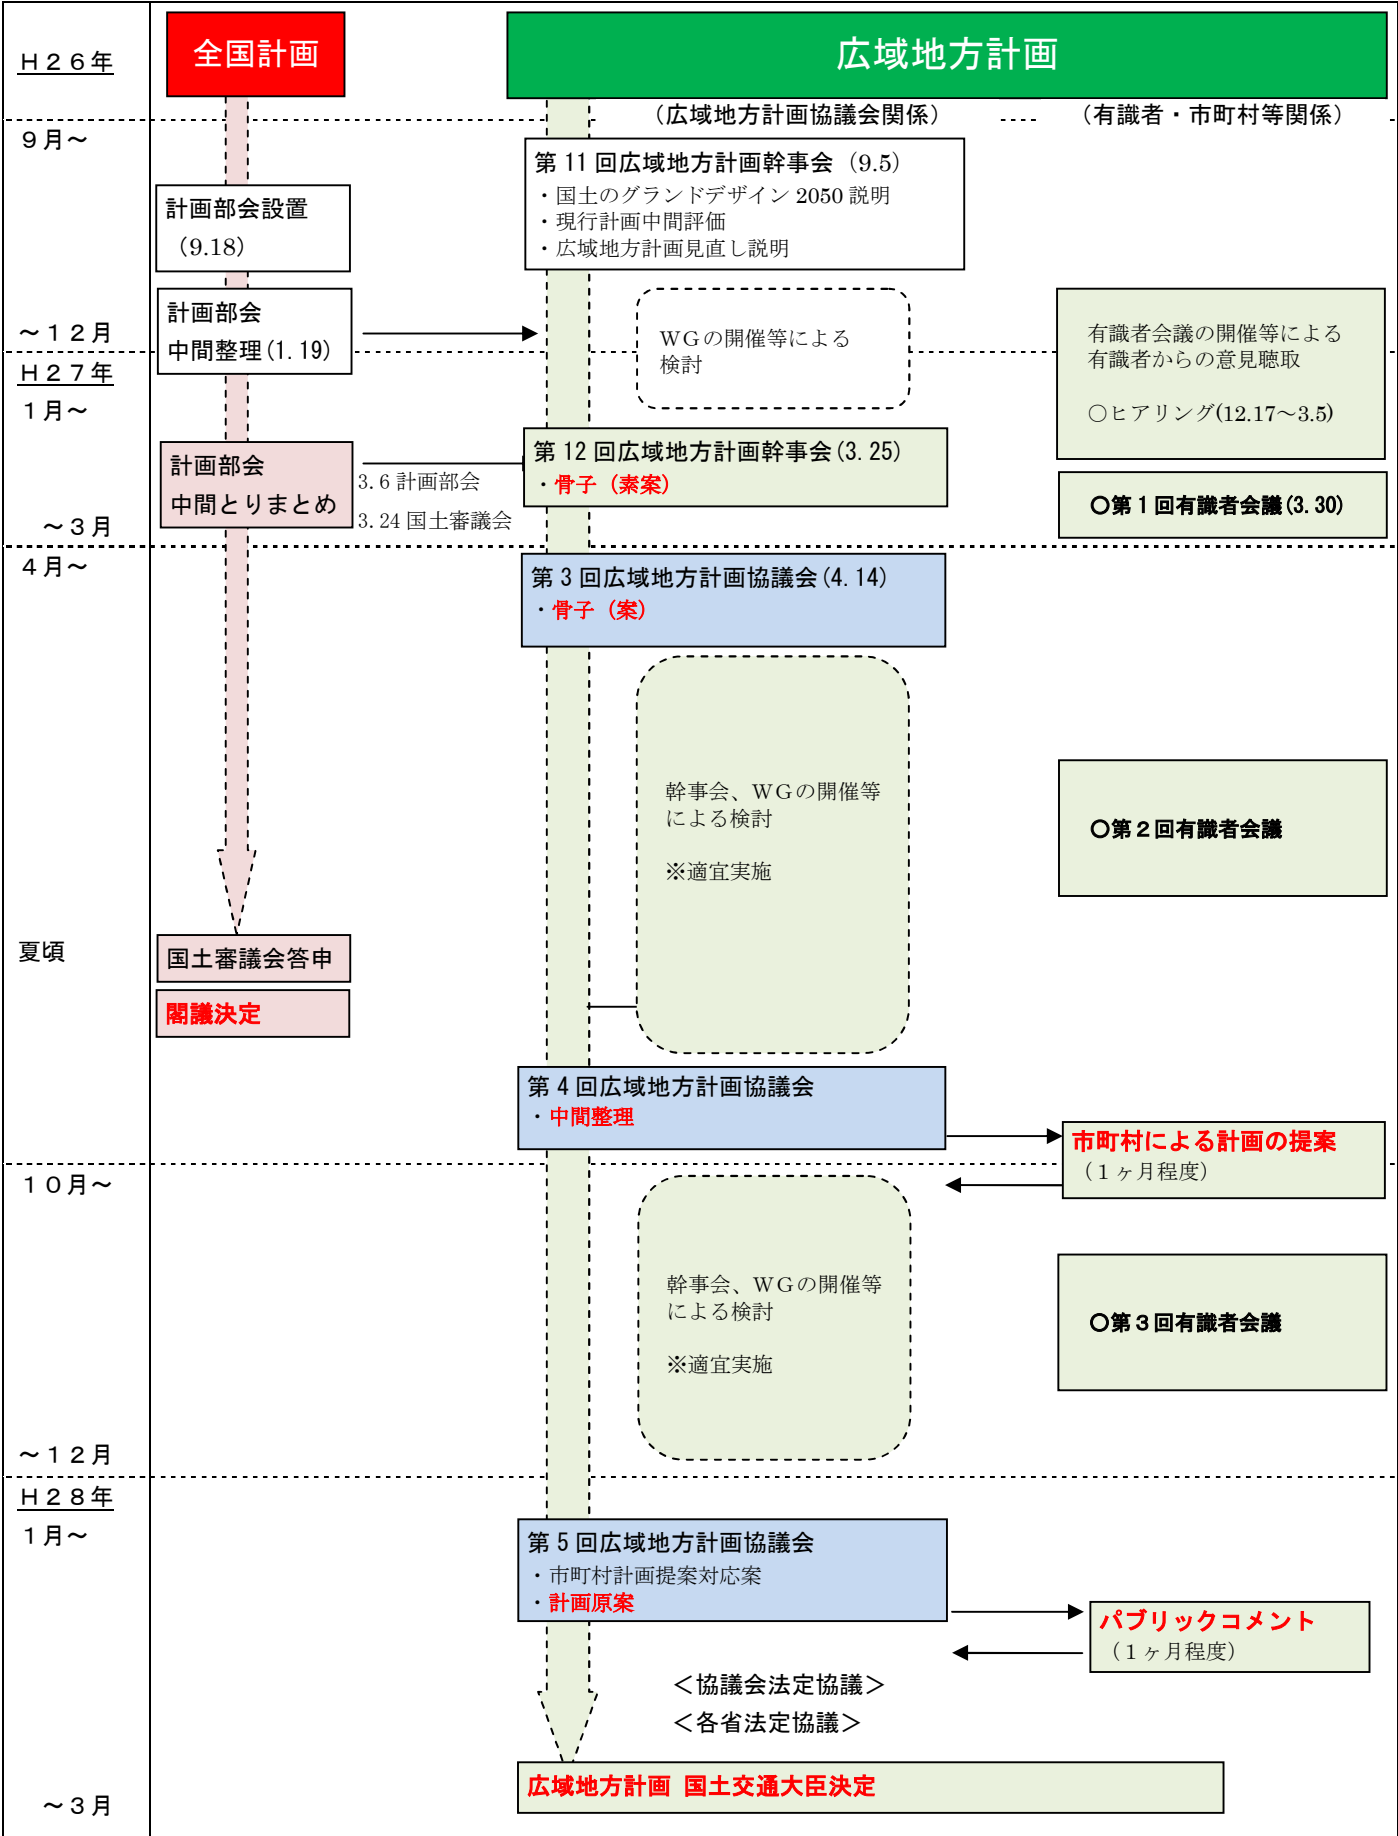 H26年
全国計画
広域地方計画
(広域地方計画協議会関係)
(有識者・市町村等関係)
9月～
第11回広域地方計画幹事会 (9.5)
・国土のグランドデザイン2050説明
・現行計画中間評価
・広域地方計画見直し説明
計画部会設置
(9.18)
計画部会
中間整理(1.19)
～12月
WGの開催等による
検討
有識者会議の開催等による
有識者からの意見聴取
○ヒアリング(12.17～3.5)
H27年
1月～
計画部会
中間とりまとめ
3.6計画部会
3.24国土審議会
第12回広域地方計画幹事会(3.25)
・骨子(素案)
○第1回有識者会議(3.30)
～3月
4月～
第3回広域地方計画協議会(4.14)
・骨子(案)
幹事会、WGの開催等
による検討
※適宜実施
○第2回有識者会議
夏頃
国土審議会答申
閣議決定
第4回広域地方計画協議会
・中間整理
市町村による計画の提案
(1ヶ月程度)
10月～
幹事会、WGの開催等
による検討
※適宜実施
○第3回有識者会議
～12月
H28年
1月～
第5回広域地方計画協議会
・市町村計画提案対応案
・計画原案
パブリックコメント
(1ヶ月程度)
＜協議会法定協議＞
＜各省法定協議＞
広域地方計画 国土交通大臣決定
～3月